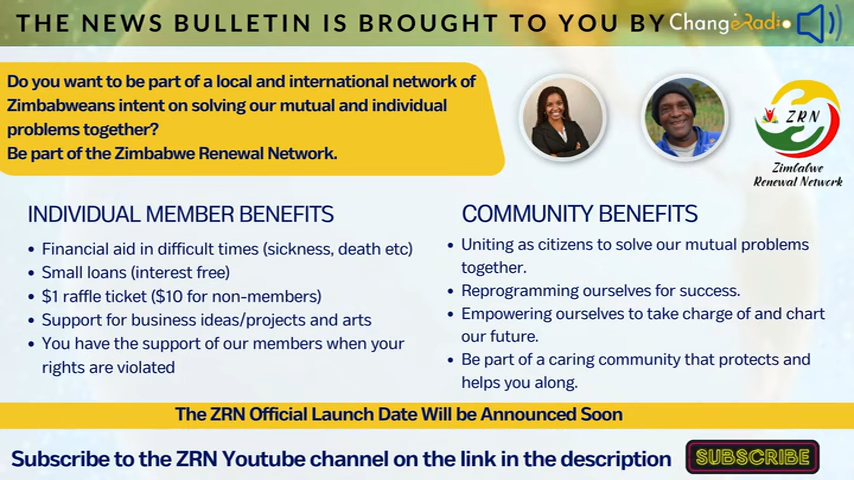 THE NEWS BULLETIN IS BROUGHT TO YOU BY ChangeRadio
Do you want to be part of a local and international network of
Zimbabweans intent on solving our mutual and individual
problems together?
Be part of the Zimbabwe Renewal Network.
ZRN
Zimbabwe
Renewal Network
INDIVIDUAL MEMBER BENEFITS
• Financial aid in difficult times (sickness, death etc)
• Small loans (interest free)
• $1 raffle ticket ($10 for non-members)
• Support for business ideas/projects and arts
• You have the support of our members when your
rights are violated
COMMUNITY BENEFITS
• Uniting as citizens to solve our mutual problems
together.
• Reprogramming ourselves for success.
• Empowering ourselves to take charge of and chart
our future.
• Be part of a caring community that protects and
helps you along.
The ZRN Official Launch Date Will be Announced Soon
Subscribe to the ZRN Youtube channel on the link in the description
SUBSCRIBE